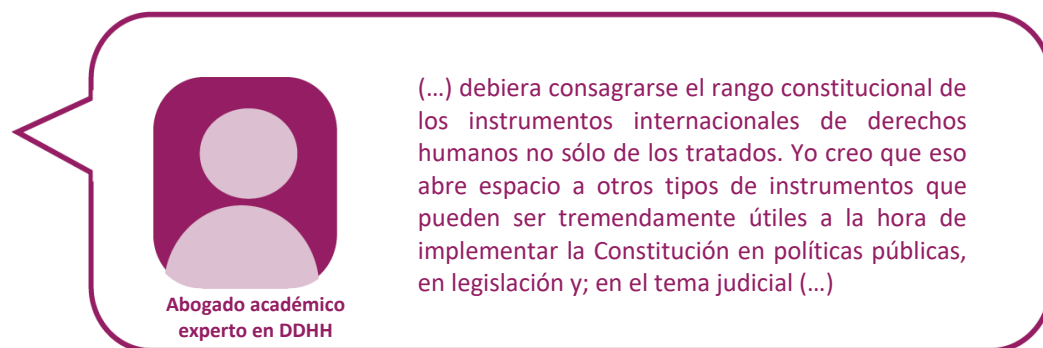 (…) debiera consagrarse el rango constitucional de
los instrumentos internacionales de derechos
humanos no sólo de los tratados. Yo creo que eso
abre espacio a otros tipos de instrumentos que
pueden ser tremendamente útiles a la hora de
implementar la Constitución en políticas públicas,
en legislación y; en el tema judicial (…)
Abogado académico
experto en DDHH